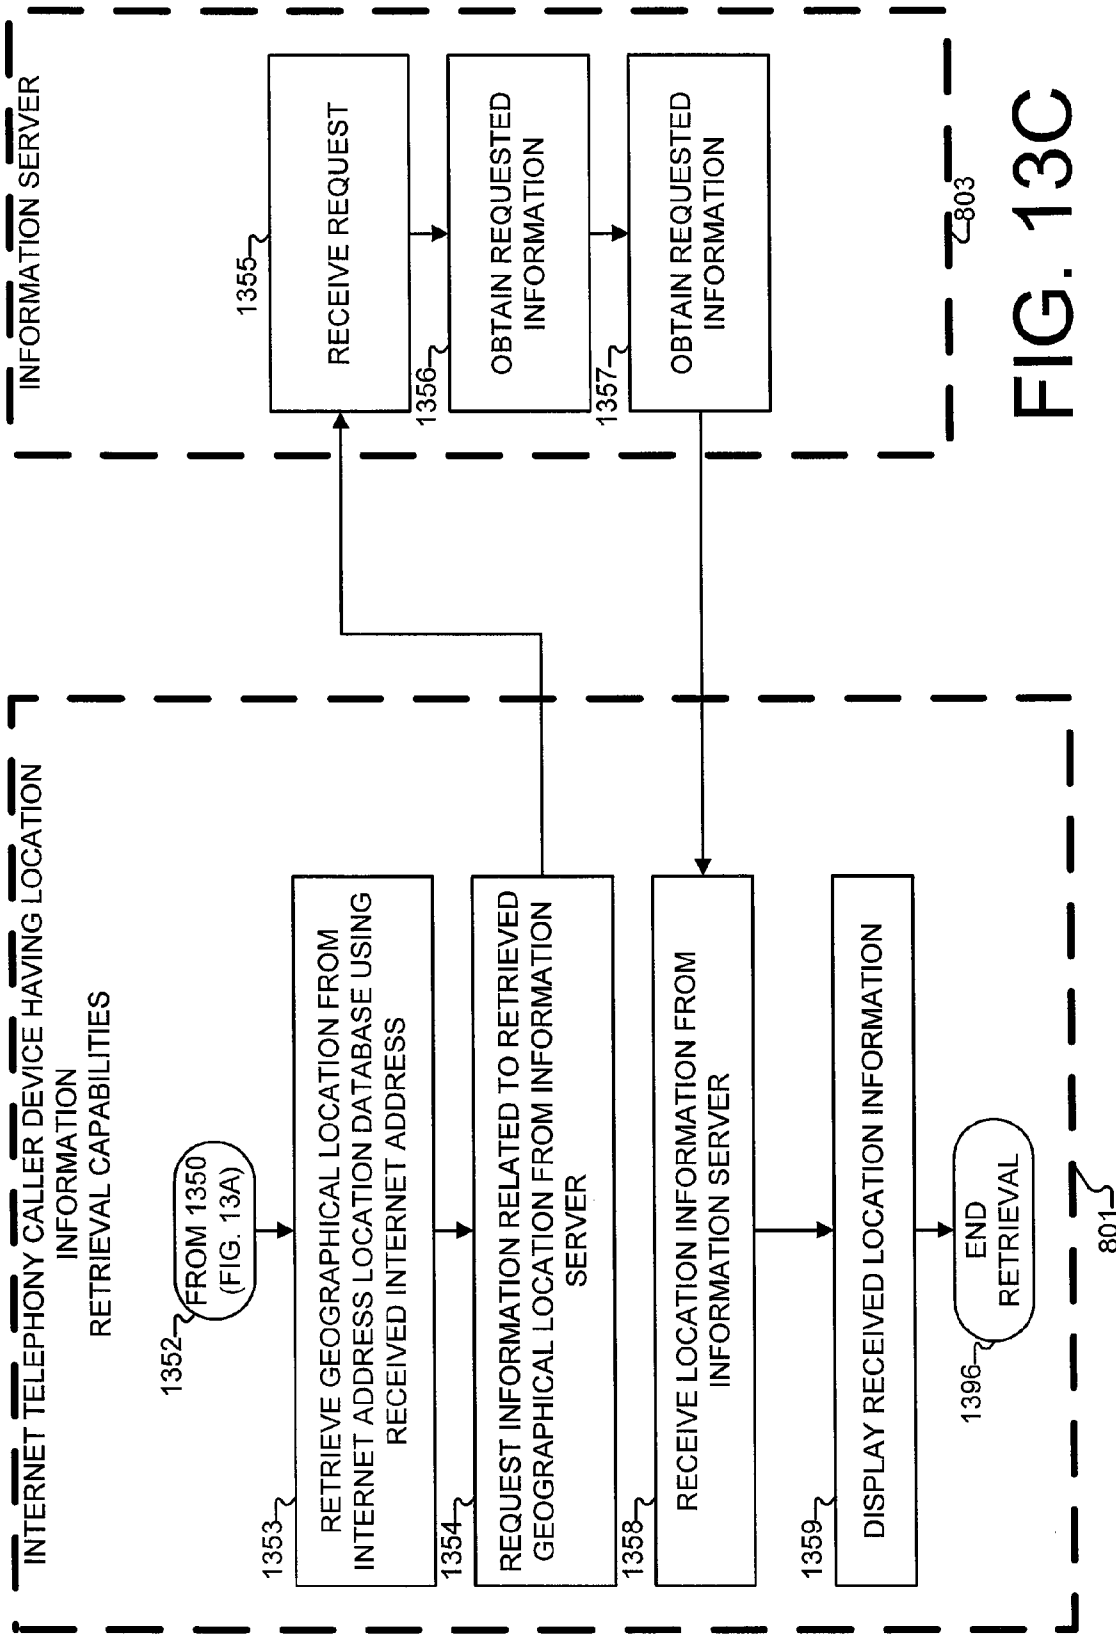 INTERNET TELEPHONY CALLER DEVICE HAVING LOCATION
INFORMATION
RETRIEVAL CAPABILITIES
1352
FROM 1350
(FIG. 13A)
1353
RETRIEVE GEOGRAPHICAL LOCATION FROM
INTERNET ADDRESS LOCATION DATABASE USING
RECEIVED INTERNET ADDRESS
1354
REQUEST INFORMATION RELATED TO RETRIEVED
GEOGRAPHICAL LOCATION FROM INFORMATION
SERVER
1358
RECEIVE LOCATION INFORMATION FROM
INFORMATION SERVER
1359
DISPLAY RECEIVED LOCATION INFORMATION
1396
END
RETRIEVAL
801
INFORMATION SERVER
1355
RECEIVE REQUEST
1356
OBTAIN REQUESTED
INFORMATION
1357
OBTAIN REQUESTED
INFORMATION
803
FIG. 13C